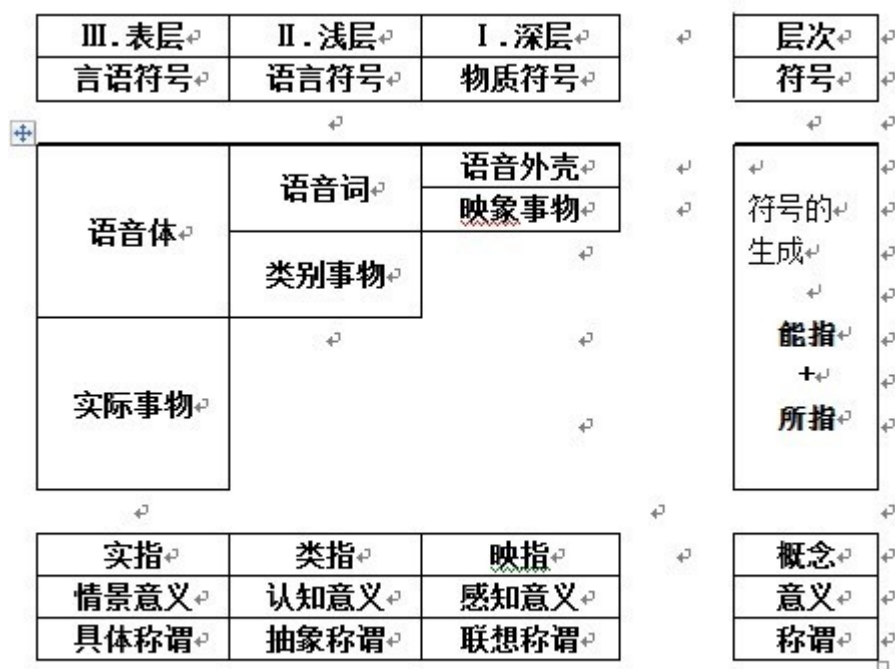 Ⅲ.表层 Ⅱ.浅层 Ⅰ.深层 层次
言语符号 语言符号 物质符号 符号
语音体 语音词 语音外壳
映象事物
类别事物
实际事物
符号的
生成
能指
+
所指
实指 类指 映指 概念
情景意义 认知意义 感知意义 意义
具体称谓 抽象称谓 联想称谓 称谓